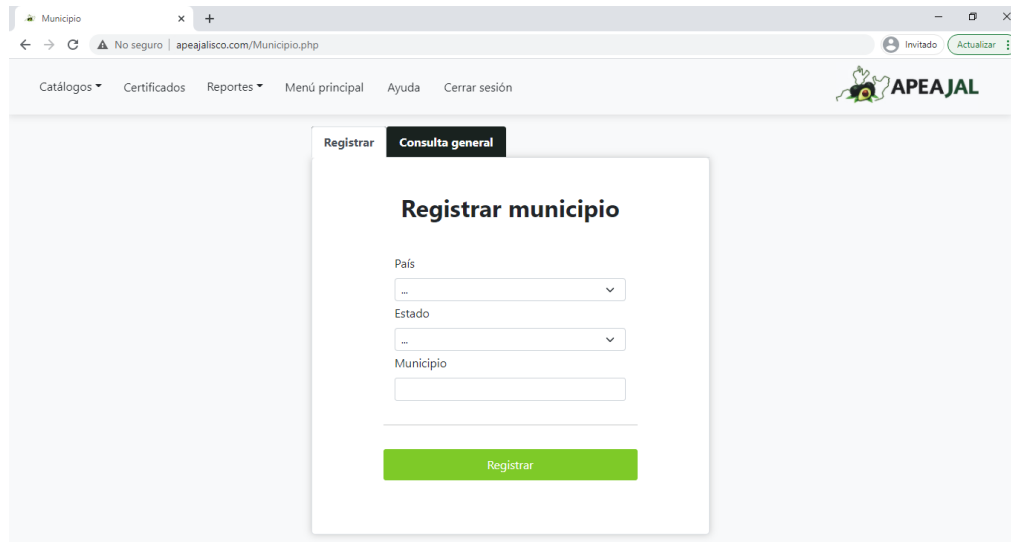 Municipio
No seguro | apeajalisco.com/Municipio.php
Invitado
Actualizar
Catálogos Certificados Reportes Menú principal Ayuda Cerrar sesión
APEAJAL
Registrar Consulta general
Registrar municipio
País
...
Estado
...
Municipio
Registrar